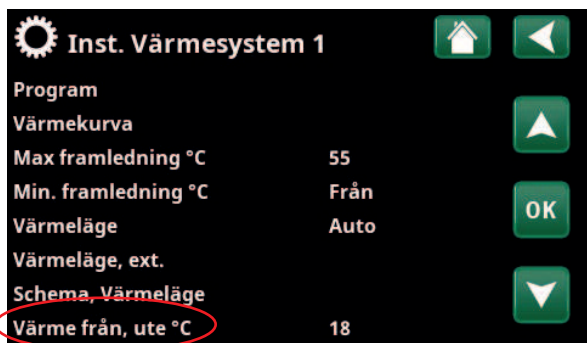 Inst. Värmesystem 1
Program
Värmekurva
Max framledning °C 55
Min. framledning °C Från
Värmeläge Auto
OK
Värmeläge, ext.
Schema, Värmeläge
Värme från, ute °C 18